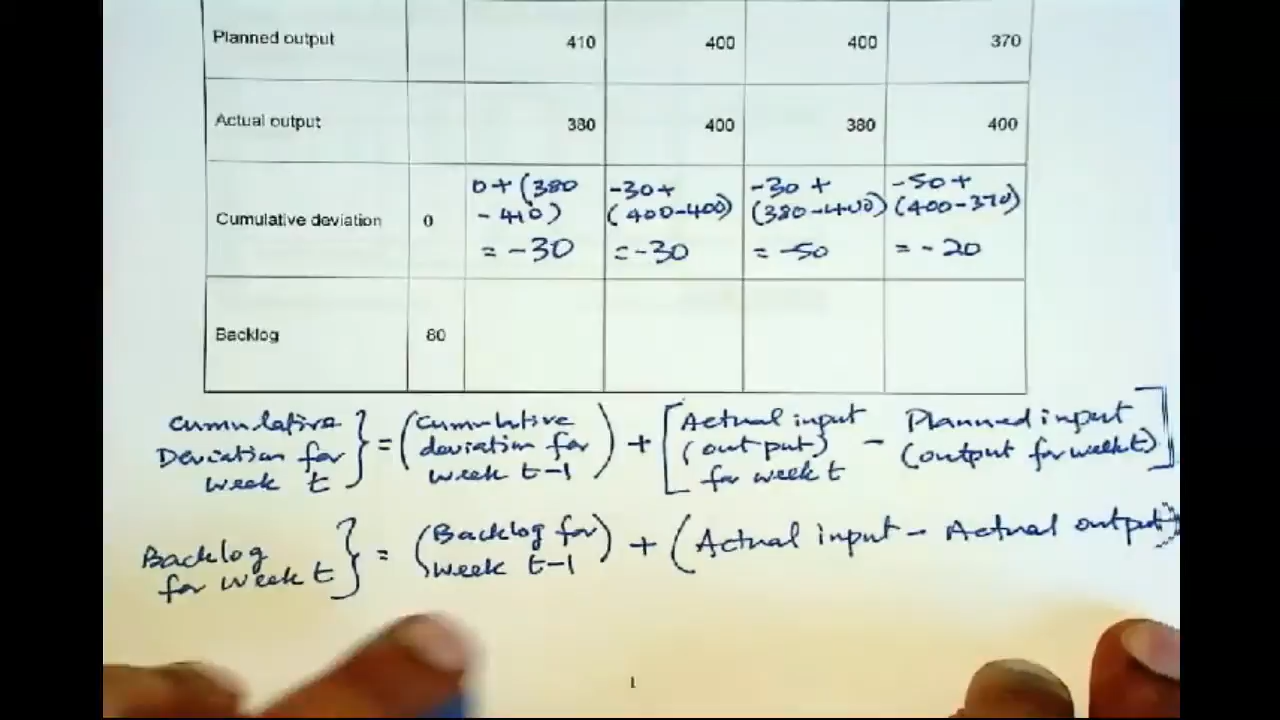 Planned output 410 400 400 370
Actual output 380 400 380 400
Cumulative deviation 0 0+(380 -410) = -30 -30+ (400-400) = -30 -30+ (380-400) = -50 -50+ (400-370) = -20
Backlog 60
Cumulative Deviation for week t } = (Cumulative deviation for week t-1) + [Actual input (output) for week t - Planned input (output for week t)]
Backlog for week t } = (Backlog for week t-1) + (Actual input - Actual output)
1